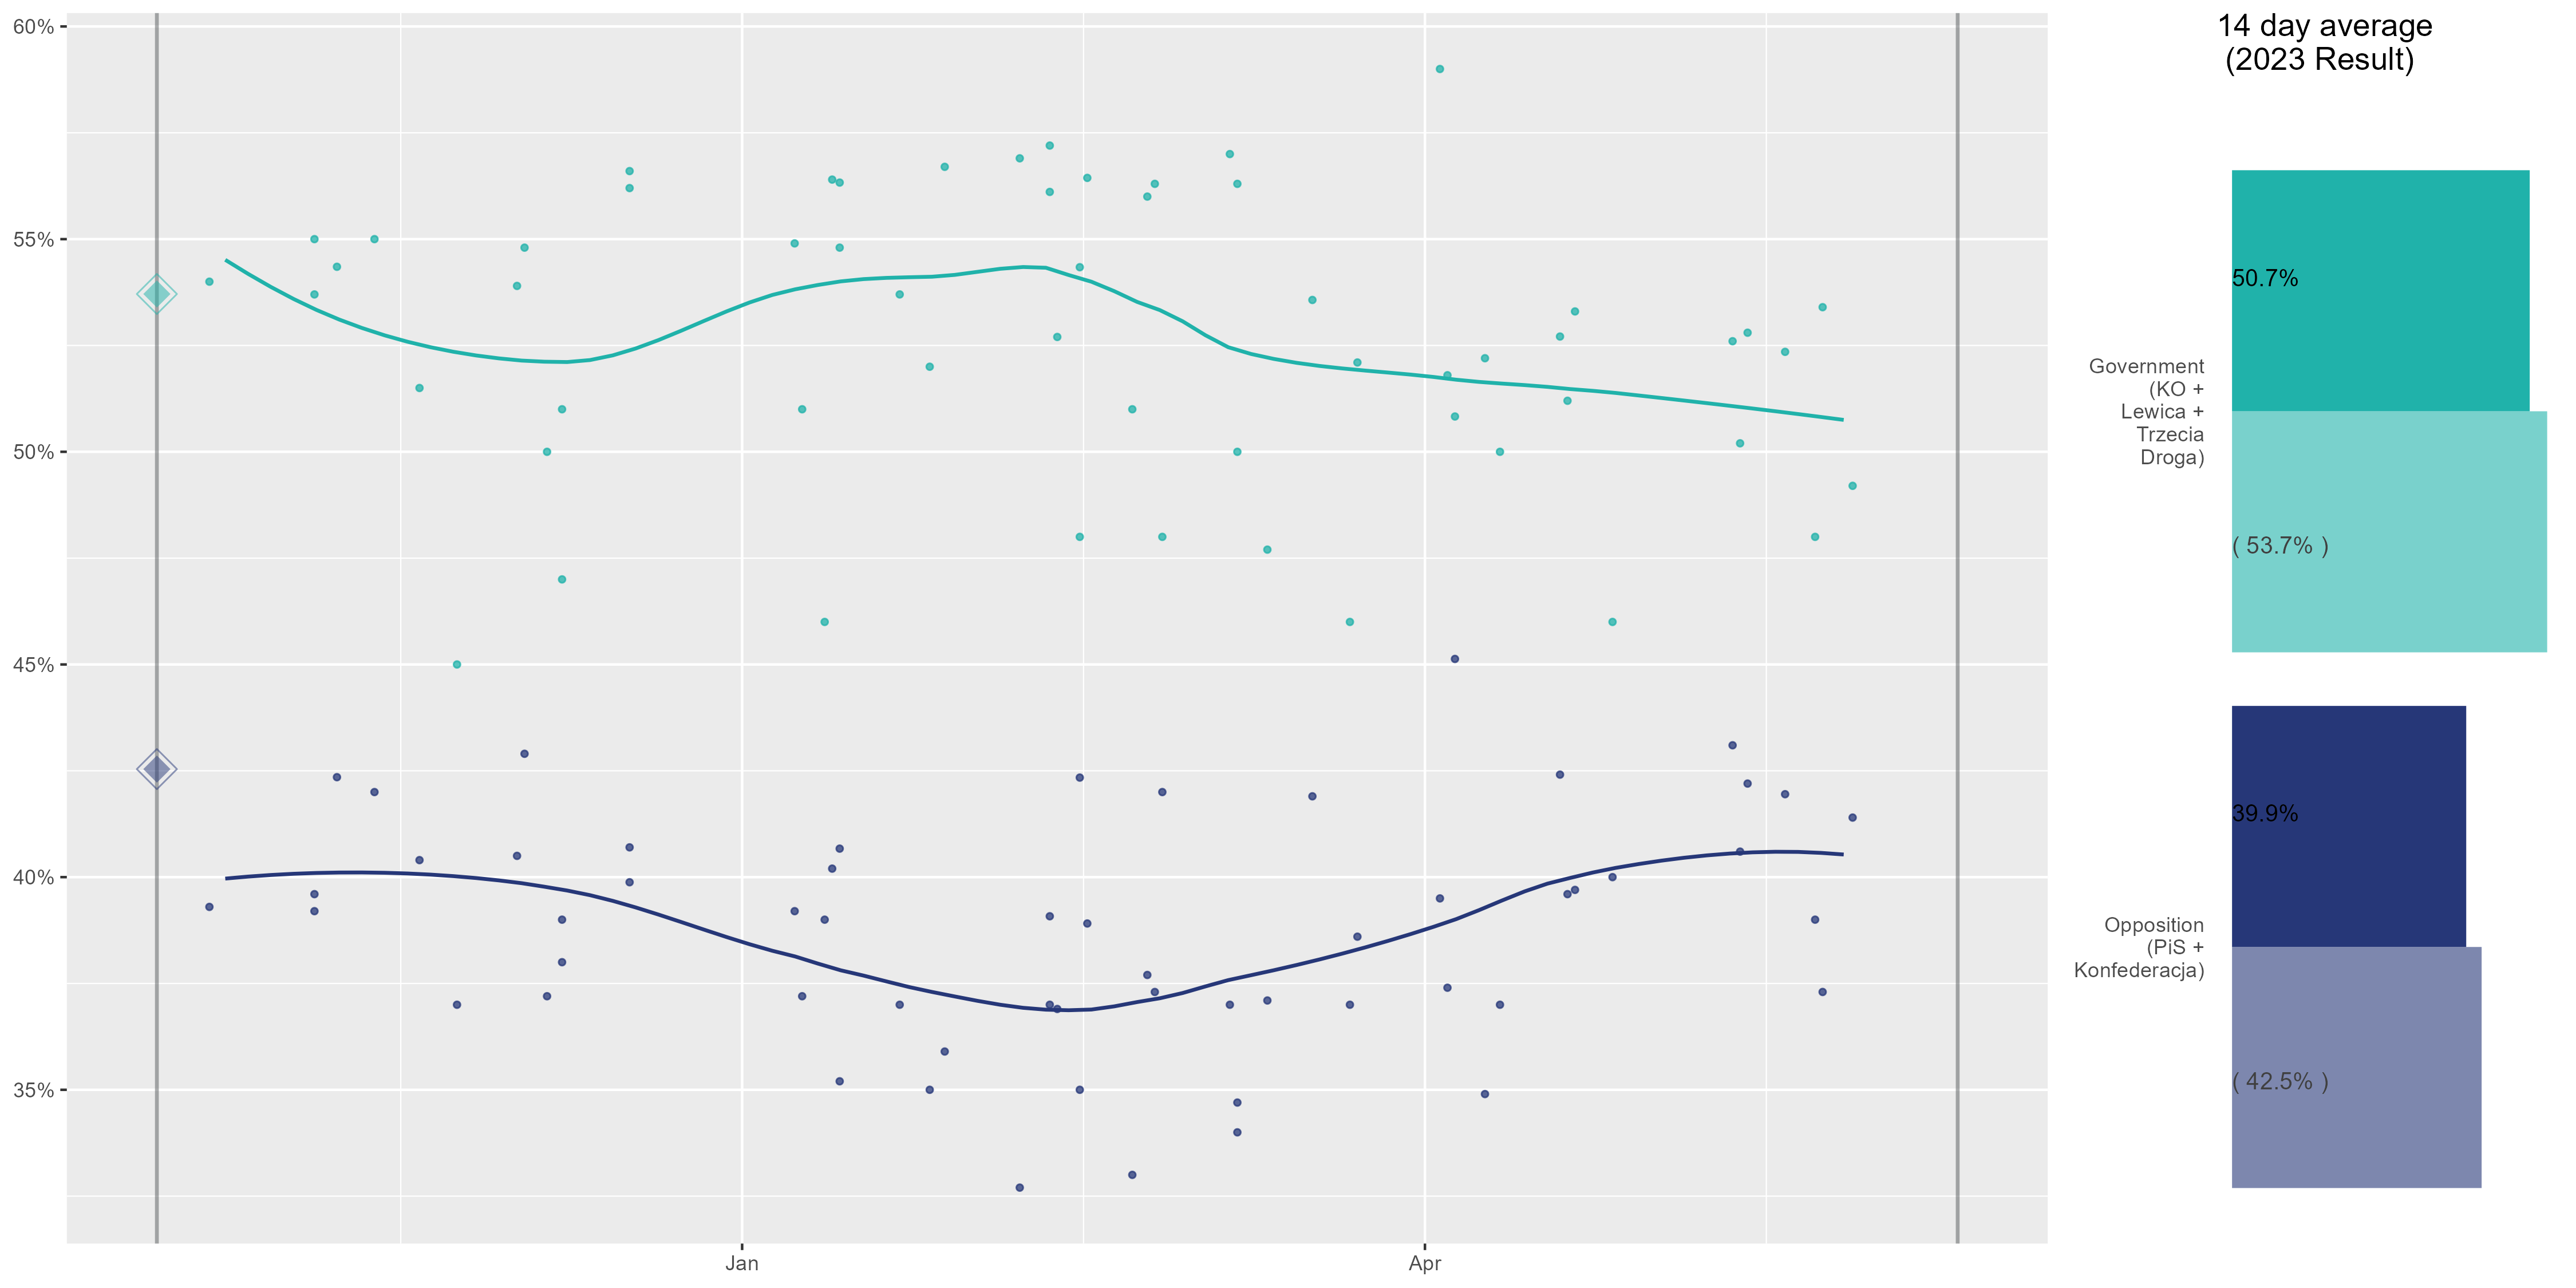 60%
55%
50%
45%
40%
35%
Jan
Apr
14 day average
(2023 Result)
Government
(KO +
Lewica +
Trzecia
Droga)
50.7%
( 53.7% )
Opposition
(PiS +
Konfederacja)
39.9%
( 42.5% )